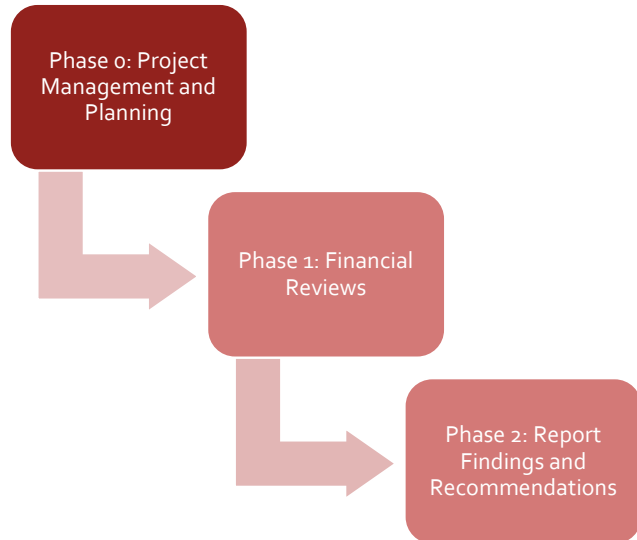 Phase 0: Project
Management and
Planning
Phase 1: Financial
Reviews
Phase 2: Report
Findings and
Recommendations